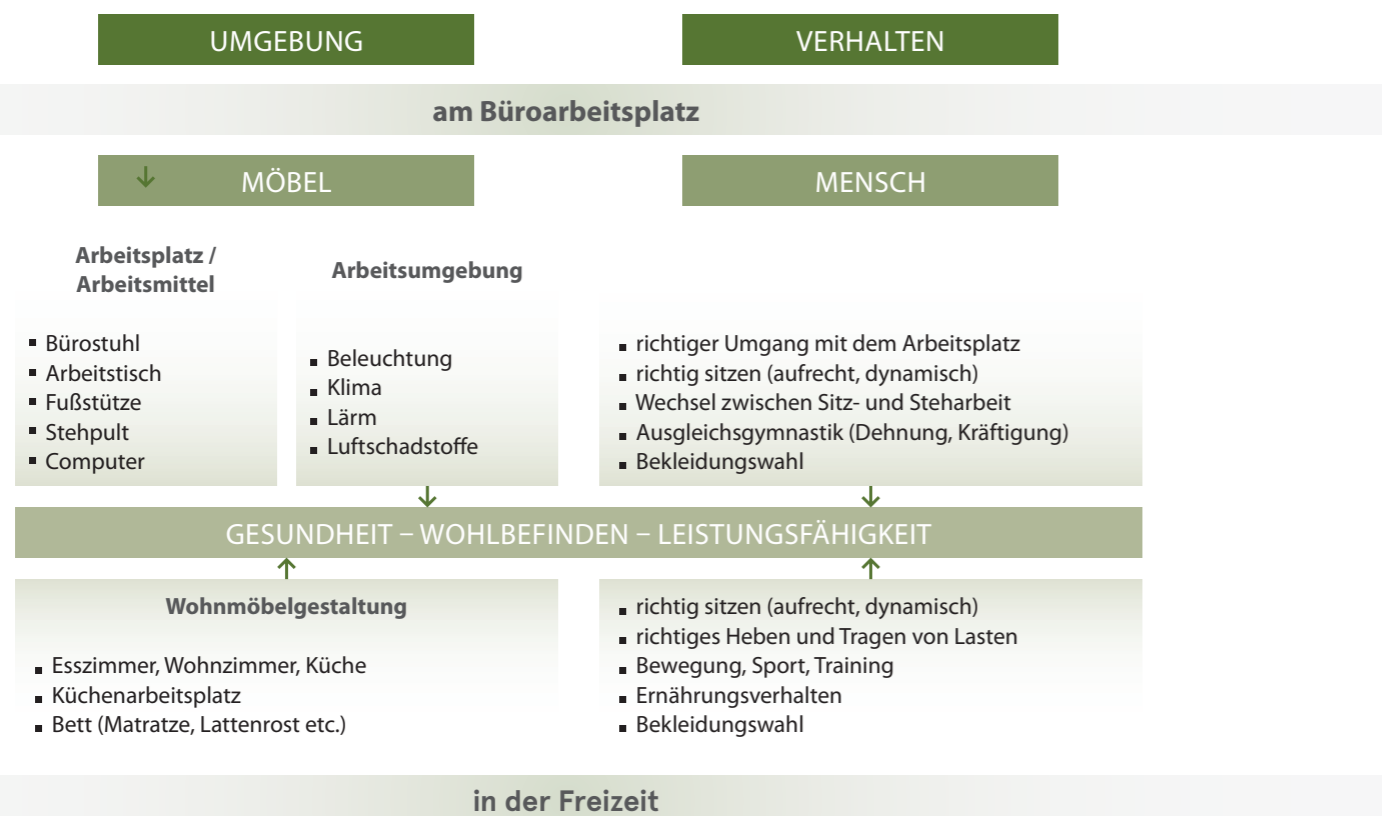 UMGEBUNG
VERHALTEN
am Büroarbeitsplatz
MÖBEL
MENSCH
Arbeitsplatz /
Arbeitsmittel
Arbeitsumgebung
Bürostuhl
Arbeitstisch
Fußstütze
Stehpult
Computer
Beleuchtung
Klima
Lärm
Luftschadstoffe
richtiger Umgang mit dem Arbeitsplatz
richtig sitzen (aufrecht, dynamisch)
Wechsel zwischen Sitz- und Steharbeit
Ausgleichsgymnastik (Dehnung, Kräftigung)
Bekleidungswahl
GESUNDHEIT – WOHLBEFINDEN – LEISTUNGSFÄHIGKEIT
Wohnmöbelgestaltung
Esszimmer, Wohnzimmer, Küche
Küchenarbeitsplatz
Bett (Matratze, Lattenrost etc.)
richtig sitzen (aufrecht, dynamisch)
richtiges Heben und Tragen von Lasten
Bewegung, Sport, Training
Ernährungsverhalten
Bekleidungswahl
in der Freizeit